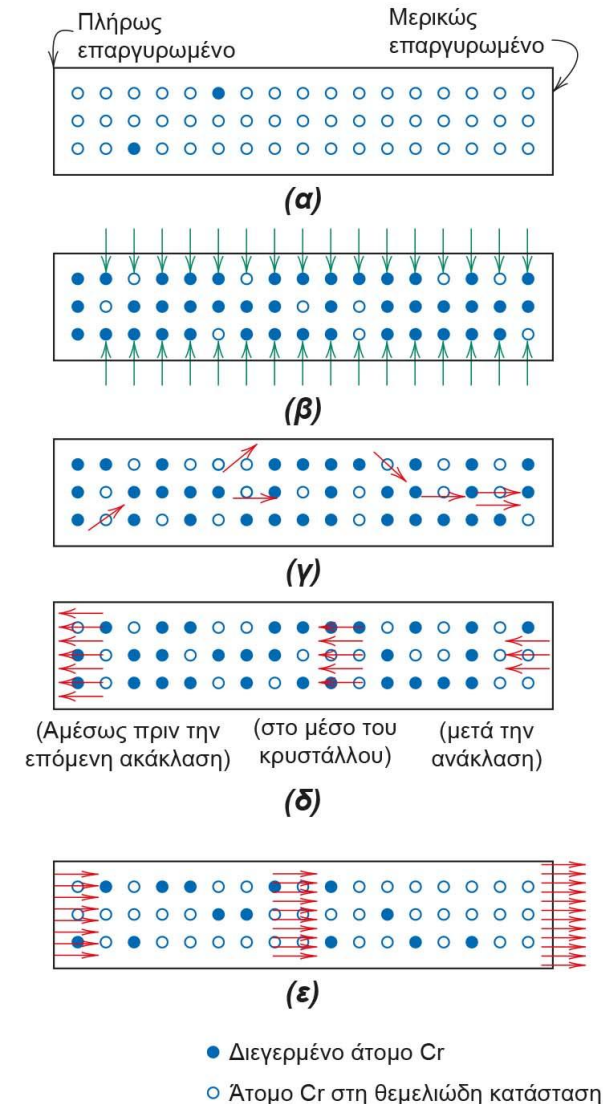 Πλήρως
επαργυρωμένο
Μερικώς
επαργυρωμένο
(α)
(β)
(γ)
(Αμέσως πριν την
επόμενη ακάκλαση)
(στο μέσο του
κρυστάλλου)
(μετά την
ανάκλαση)
(δ)
(ε)
Διεγερμένο άτομο Cr
Άτομο Cr στη θεμελιώδη κατάσταση